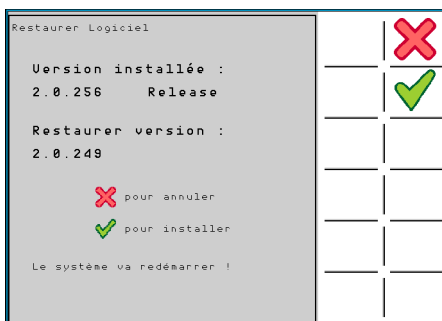 Restaurer Logiciel
Version installée :
2.0.256 Release
Restaurer version :
2.0.249
pour annuler
pour installer
Le système va redémarrer !